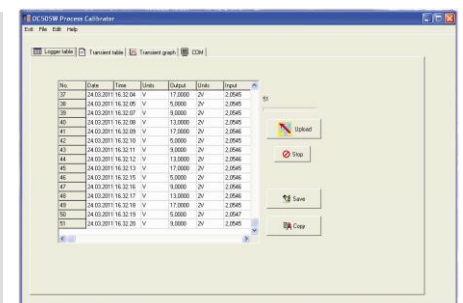 OC505W Process Calibrator
Exit File Edit Help
Logger table Transient table Transient graph COM
No. Date Time Units Output Units Input
37 24.03.2011 16.32.04 V 17,0000 2V 2,0545
38 24.03.2011 16.32.05 V 5,0000 2V 2,0545
39 24.03.2011 16.32.07 V 9,0000 2V 2,0545
40 24.03.2011 16.32.08 V 13,0000 2V 2,0545
41 24.03.2011 16.32.09 V 17,0000 2V 2,0546
42 24.03.2011 16.32.10 V 5,0000 2V 2,0545
43 24.03.2011 16.32.11 V 9,0000 2V 2,0546
44 24.03.2011 16.32.12 V 13,0000 2V 2,0546
45 24.03.2011 16.32.13 V 17,0000 2V 2,0545
46 24.03.2011 16.32.15 V 5,0000 2V 2,0545
47 24.03.2011 16.32.16 V 9,0000 2V 2,0546
48 24.03.2011 16.32.17 V 13,0000 2V 2,0546
49 24.03.2011 16.32.18 V 17,0000 2V 2,0545
50 24.03.2011 16.32.19 V 5,0000 2V 2,0547
51 24.03.2011 16.32.20 V 9,0000 2V 2,0546
51
Upload
Stop
Save
Copy